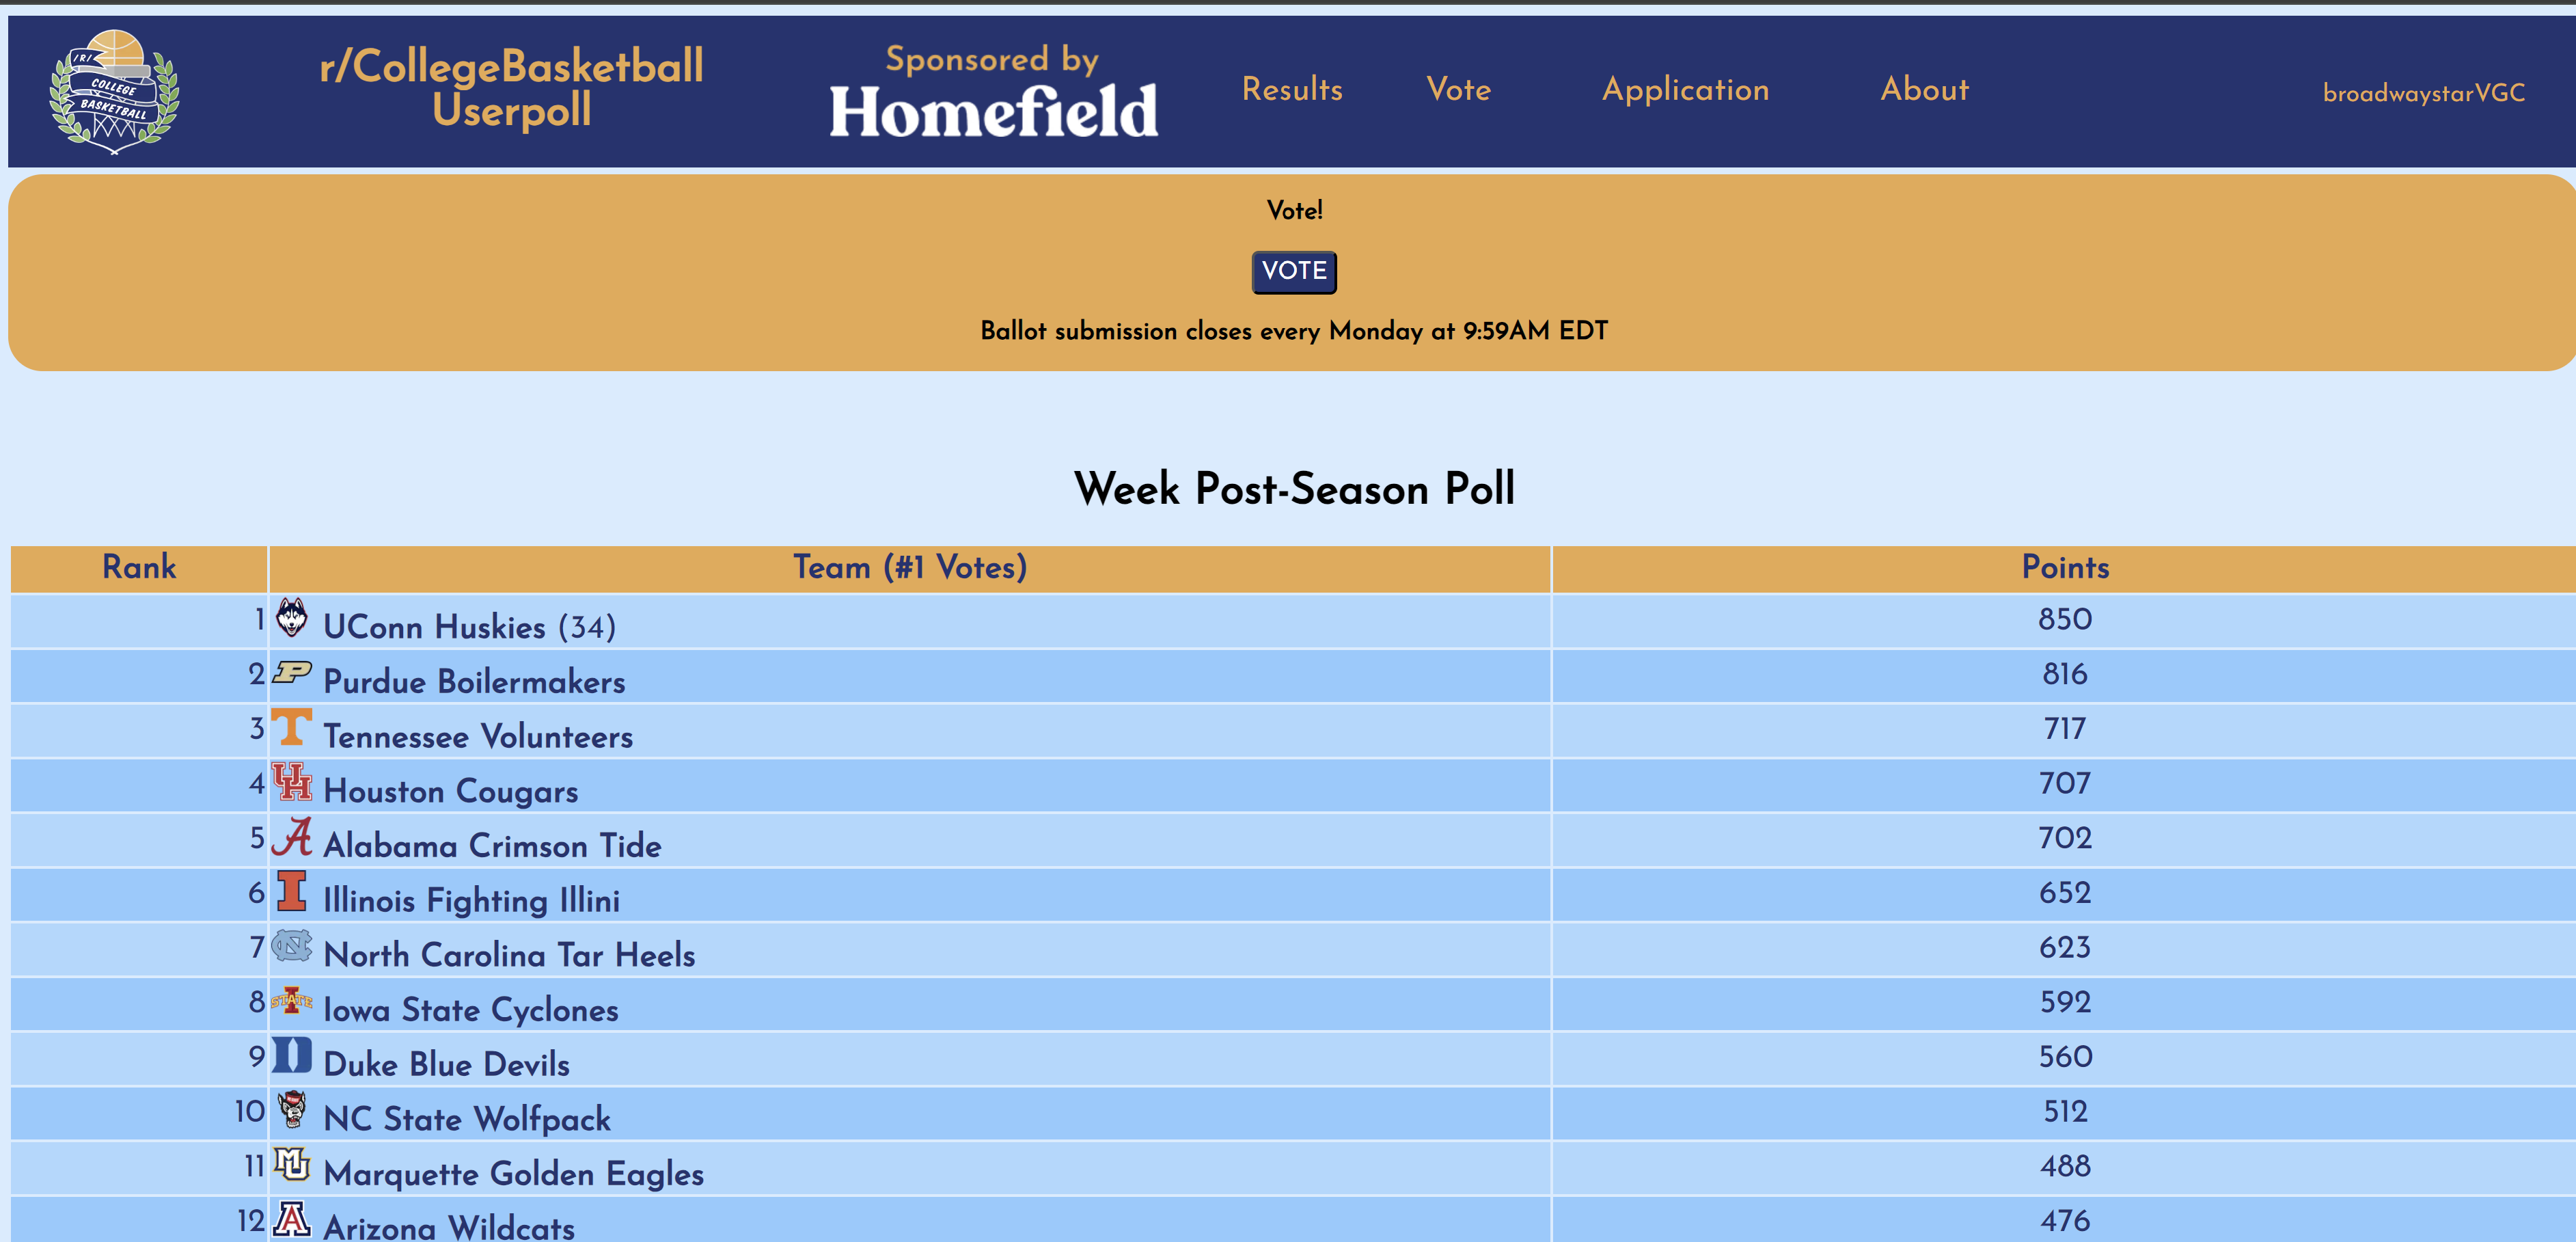 /R/
COLLEGE
BASKETBALL
r/CollegeBasketball
Userpoll
Sponsored by
Homefield
Results Vote Application About broadwaystarVGC
Vote!
VOTE
Ballot submission closes every Monday at 9:59AM EDT
Week Post-Season Poll
Rank Team (#1 Votes) Points
1 UConn Huskies (34) 850
2 P Purdue Boilermakers 816
3 T Tennessee Volunteers 717
4 UH Houston Cougars 707
5 A Alabama Crimson Tide 702
6 I Illinois Fighting Illini 652
7 NC North Carolina Tar Heels 623
8 I STATE Iowa State Cyclones 592
9 D Duke Blue Devils 560
10 NC State Wolfpack 512
11 MU Marquette Golden Eagles 488
12 A Arizona Wildcats 476